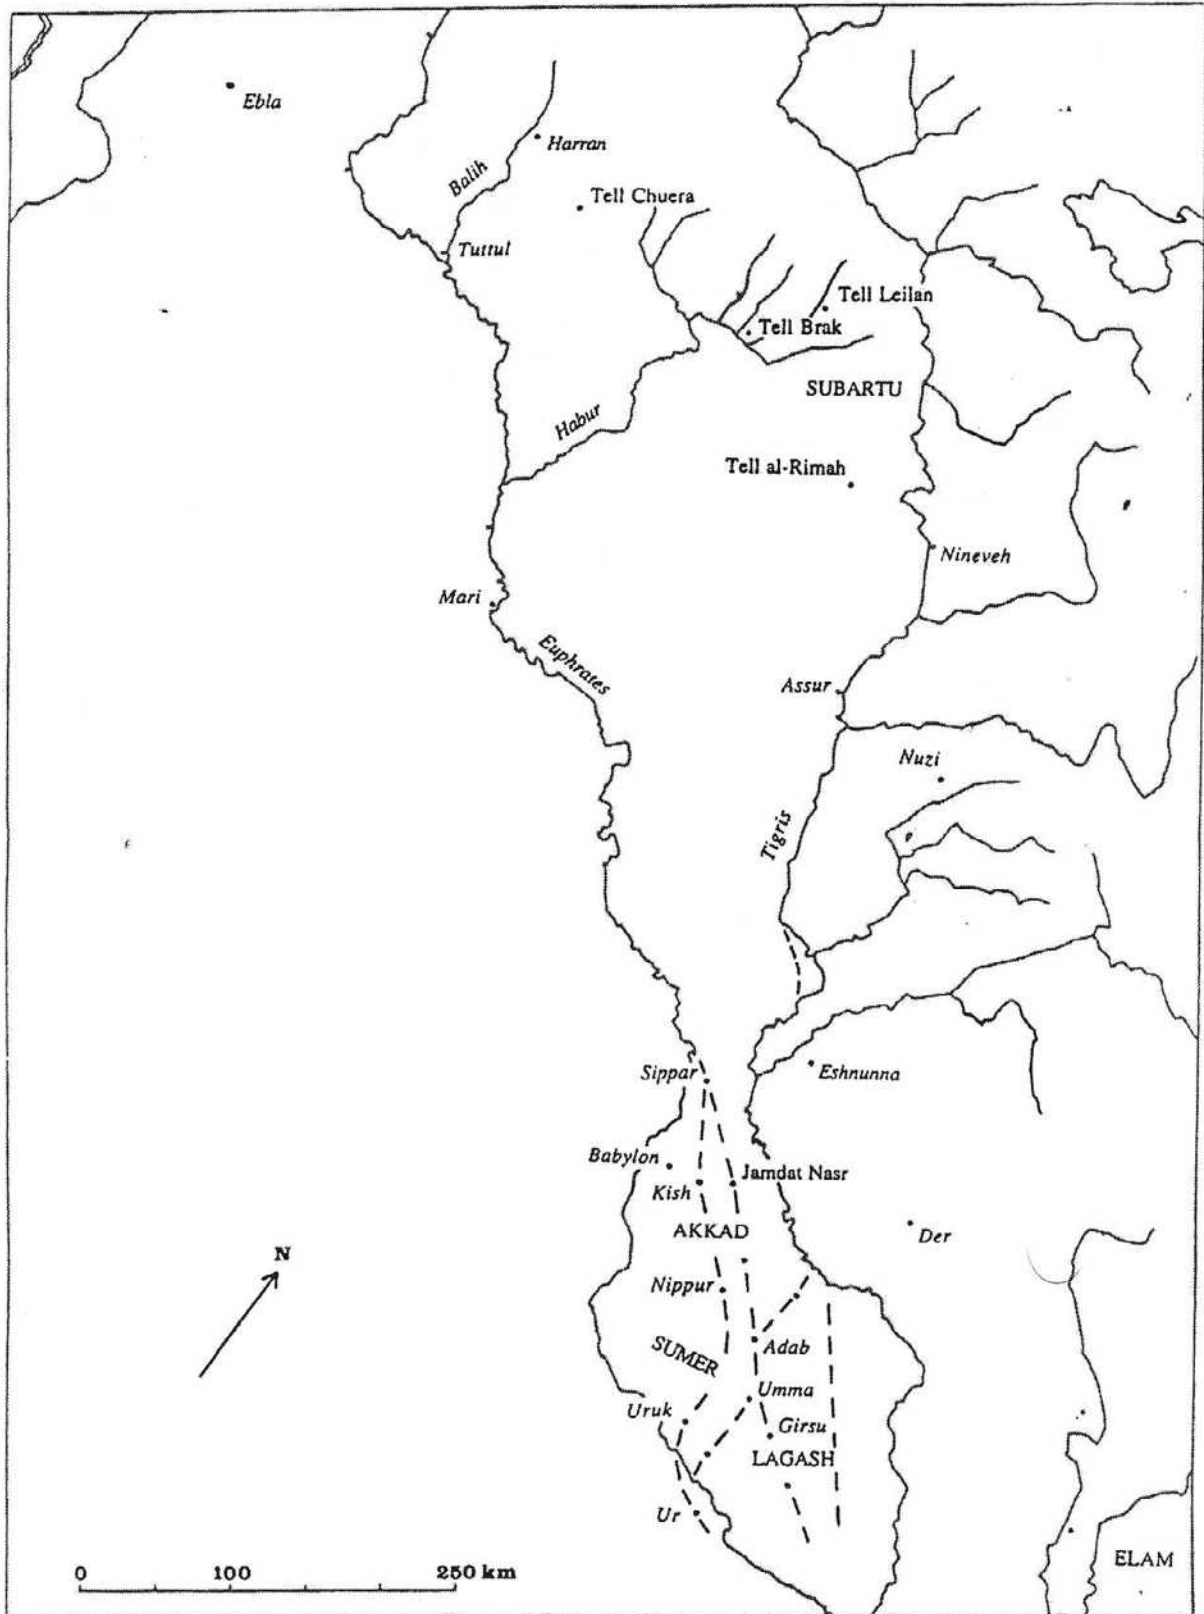 Ebla
Harran
Balih
Tell Chuera
Tuttul
Tell Leilan
Tell Brak
SUBARTU
Habur
Tell al-Rimah
Nineveh
Mari
Euphrates
Assur
Nuzi
Tigris
Sippar
Eshnunna
Babylon
Jamdat Nasr
Kish
AKKAD
Der
N
Nippur
SUMER
Adab
Umma
Uruk
Girsu
LAGASH
Ur
ELAM
0 100 250 km